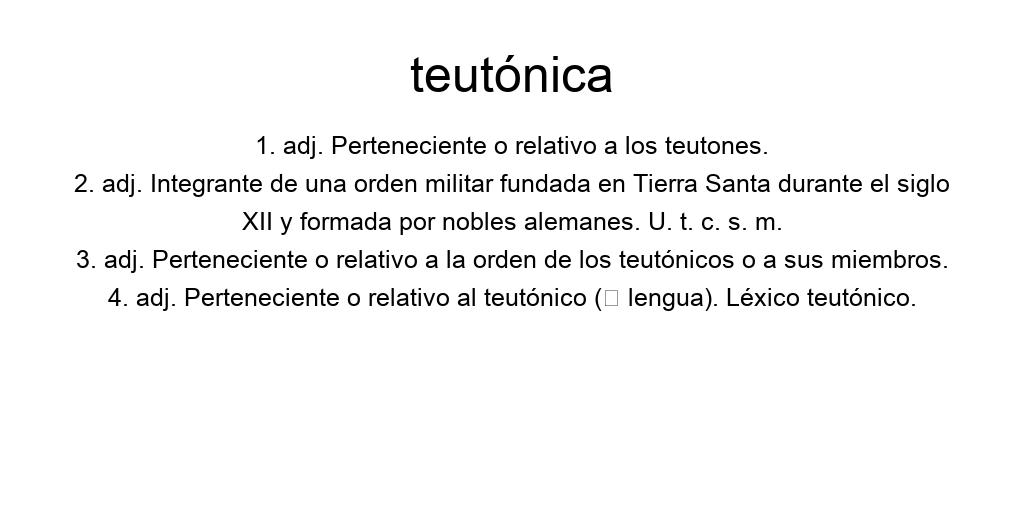 teutónica
1. adj. Perteneciente o relativo a los teutones.
2. adj. Integrante de una orden militar fundada en Tierra Santa durante el siglo
XII y formada por nobles alemanes. U. t. c. s. m.
3. adj. Perteneciente o relativo a la orden de los teutónicos o a sus miembros.
4. adj. Perteneciente o relativo al teutónico (□ lengua). Léxico teutónico.